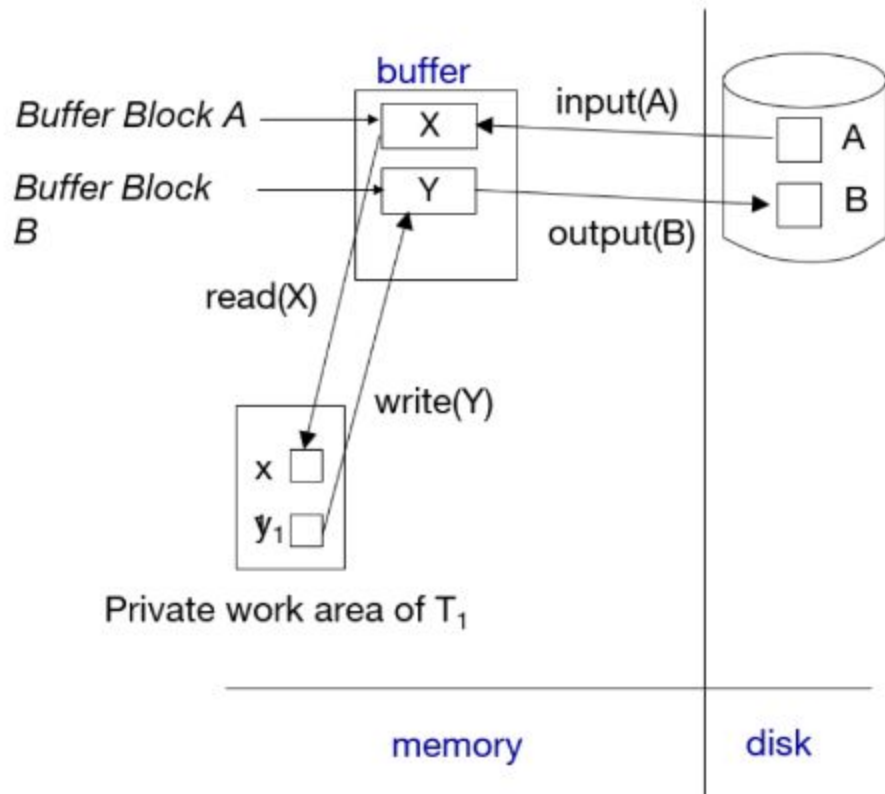 buffer
Buffer Block A
X
input(A)
A
Buffer Block
B
Y
output(B)
B
read(X)
write(Y)
x
y₁
Private work area of T₁
memory
disk